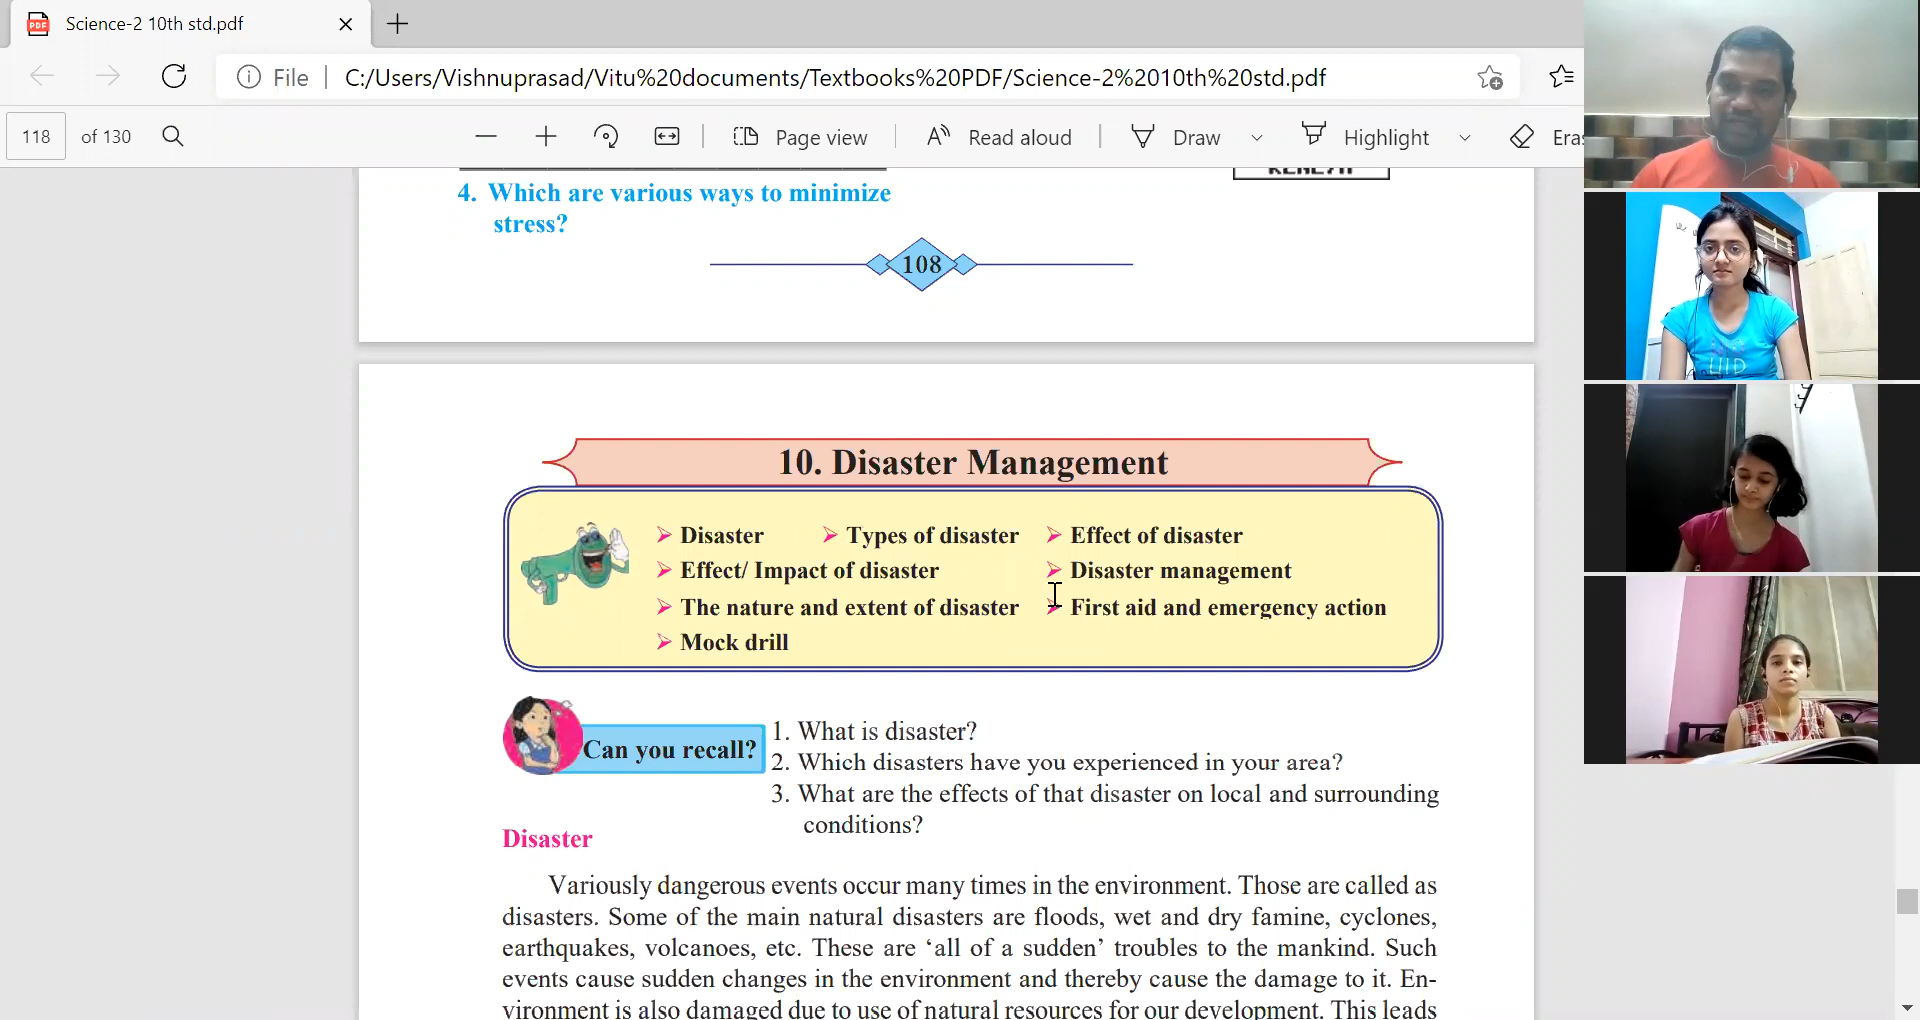 Science-2 10th std.pdf
File
C:/Users/Vishnuprasad/Vitu%20documents/Textbooks%20PDF/Science-2%2010th%20std.pdf
118 of 130
Page view
Read aloud
Draw
Highlight
Eras
4. Which are various ways to minimize
stress?
108
10. Disaster Management
➢ Disaster ➢ Types of disaster ➢ Effect of disaster
➢ Effect/ Impact of disaster ➢ Disaster management
➢ The nature and extent of disaster ➢ First aid and emergency action
➢ Mock drill
Can you recall?
1. What is disaster?
2. Which disasters have you experienced in your area?
3. What are the effects of that disaster on local and surrounding
conditions?
Disaster
Variously dangerous events occur many times in the environment. Those are called as
disasters. Some of the main natural disasters are floods, wet and dry famine, cyclones,
earthquakes, volcanoes, etc. These are ‘all of a sudden’ troubles to the mankind. Such
events cause sudden changes in the environment and thereby cause the damage to it. En-
vironment is also damaged due to use of natural resources for our development. This leads